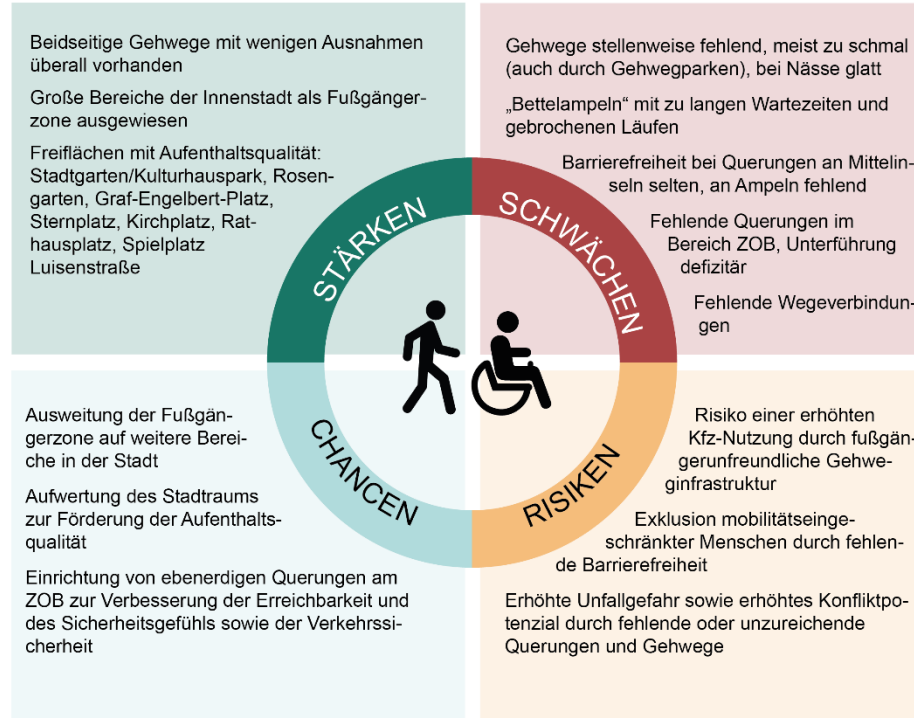 Beidseitige Gehwege mit wenigen Ausnahmen
überall vorhanden
Große Bereiche der Innenstadt als Fußgänger-
zone ausgewiesen
Freiflächen mit Aufenthaltsqualität:
Stadtgarten/Kulturhauspark, Rosen-
garten, Graf-Engelbert-Platz,
Sternplatz, Kirchplatz, Rat-
hausplatz, Spielplatz
Luisenstraße
STÄRKEN
Gehwege stellenweise fehlend, meist zu schmal
(auch durch Gehwegparken), bei Nässe glatt
„Bettelampeln“ mit zu langen Wartezeiten und
gebrochenen Läufen
Barrierefreiheit bei Querungen an Mittelin-
seln selten, an Ampeln fehlend
Fehlende Querungen im
Bereich ZOB, Unterführung
defizitär
Fehlende Wegeverbindun-
gen
SCHWÄCHEN
Ausweitung der Fußgän-
gerzone auf weitere Berei-
che in der Stadt
Aufwertung des Stadtraums
zur Förderung der Aufenthalts-
qualität
Einrichtung von ebenerdigen Querungen am
ZOB zur Verbesserung der Erreichbarkeit und
des Sicherheitsgefühls sowie der Verkehrssi-
cherheit
CHANCEN
Risiko einer erhöhten
Kfz-Nutzung durch fußgän-
gerunfreundliche Gehwe-
ginfrastruktur
Exklusion mobilitätseinge-
schränkter Menschen durch fehlen-
de Barrierefreiheit
Erhöhte Unfallgefahr sowie erhöhtes Konfliktpo-
tenzial durch fehlende oder unzureichende
Querungen und Gehwege
RISIKEN